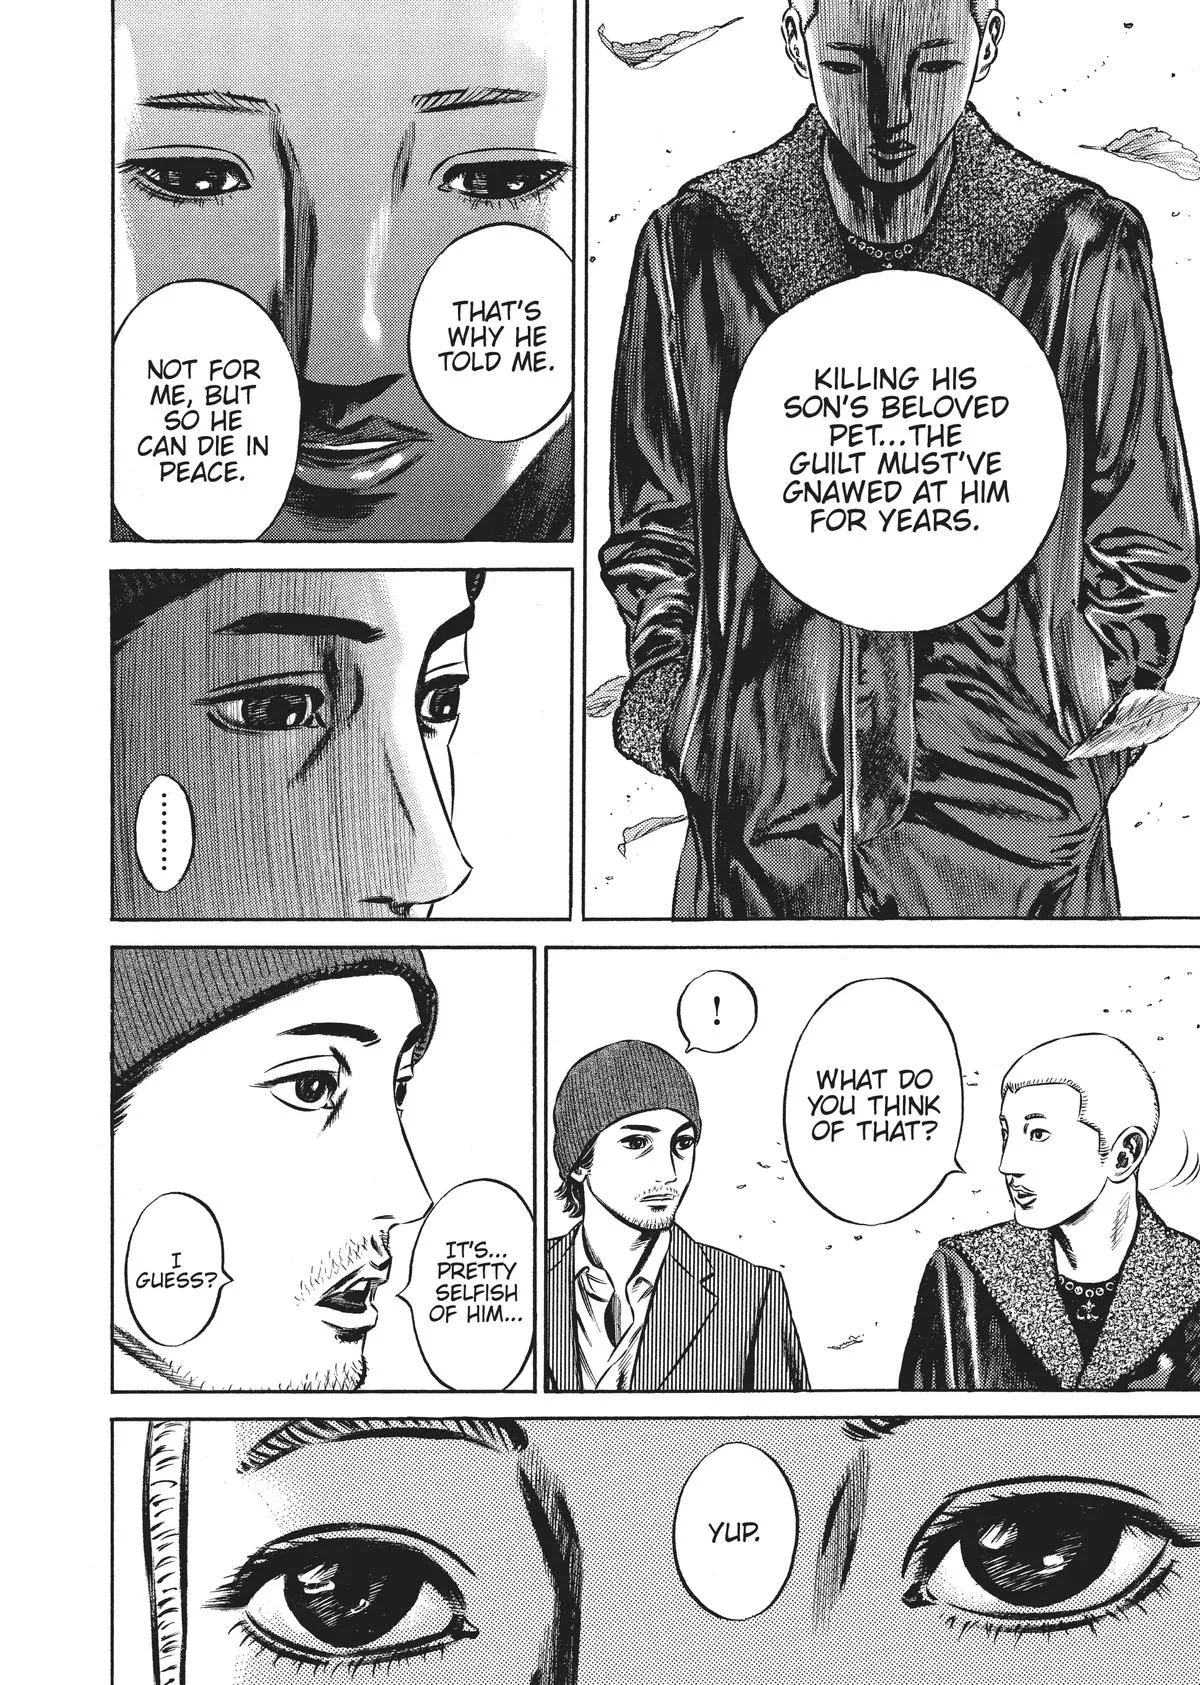 KILLING HIS
SON'S BELOVED
PET...THE
GUILT MUST'VE
GNAWED AT HIM
FOR YEARS.
THAT'S
WHY HE
TOLD ME.
NOT FOR
ME, BUT
SO HE
CAN DIE IN
PEACE.
.........
WHAT DO
YOU THINK
OF THAT?
!
IT'S...
PRETTY
SELFISH
OF HIM...
I
GUESS?
YUP.